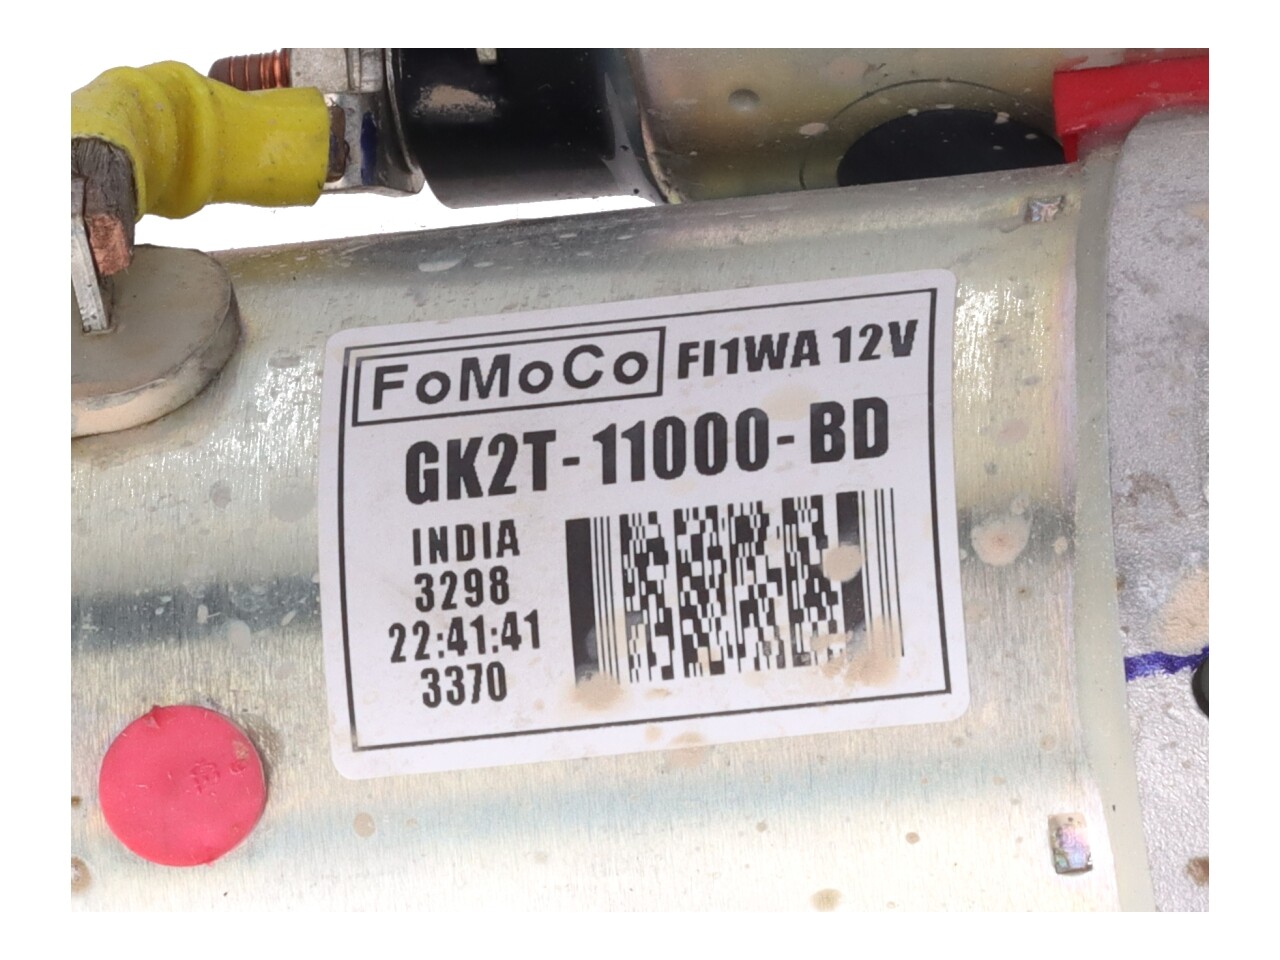 FoMoCo FI1WA 12V
GK2T-11000-BD
INDIA
3298
22:41:41
3370